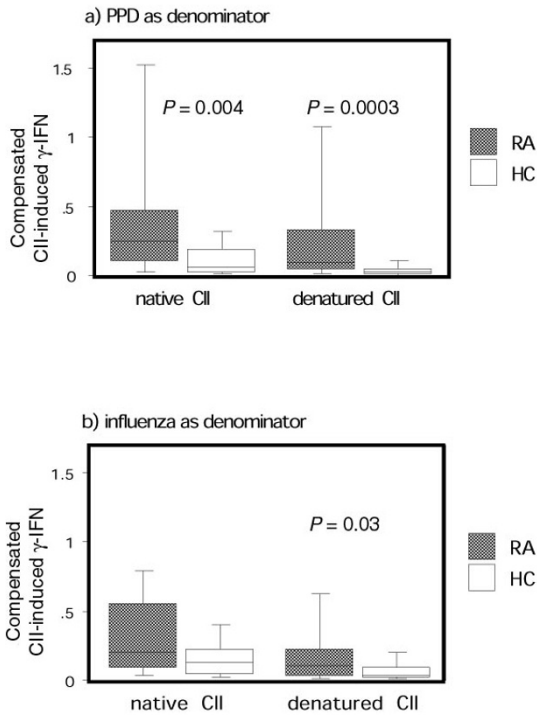 a) PPD as denominator
Compensated
CII-induced γ-IFN
1.5
1
.5
0
P = 0.004
P = 0.0003
RA
HC
native CII
denatured CII
b) influenza as denominator
Compensated
CII-induced γ-IFN
1.5
1
.5
0
P = 0.03
RA
HC
native CII
denatured CII